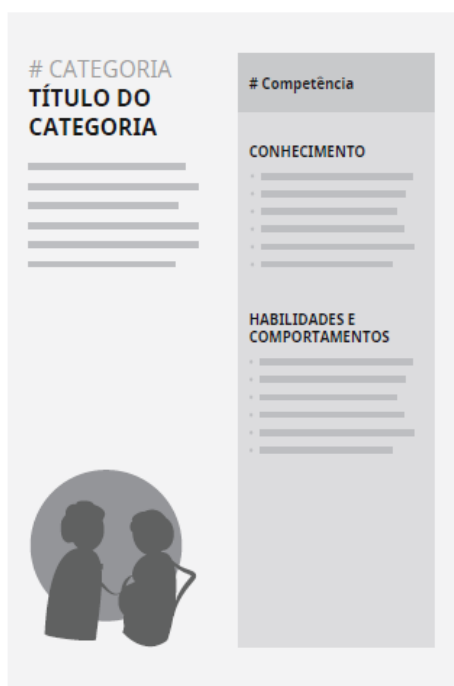 # CATEGORIA
TÍTULO DO
CATEGORIA
# Competência
CONHECIMENTO
HABILIDADES E
COMPORTAMENTOS